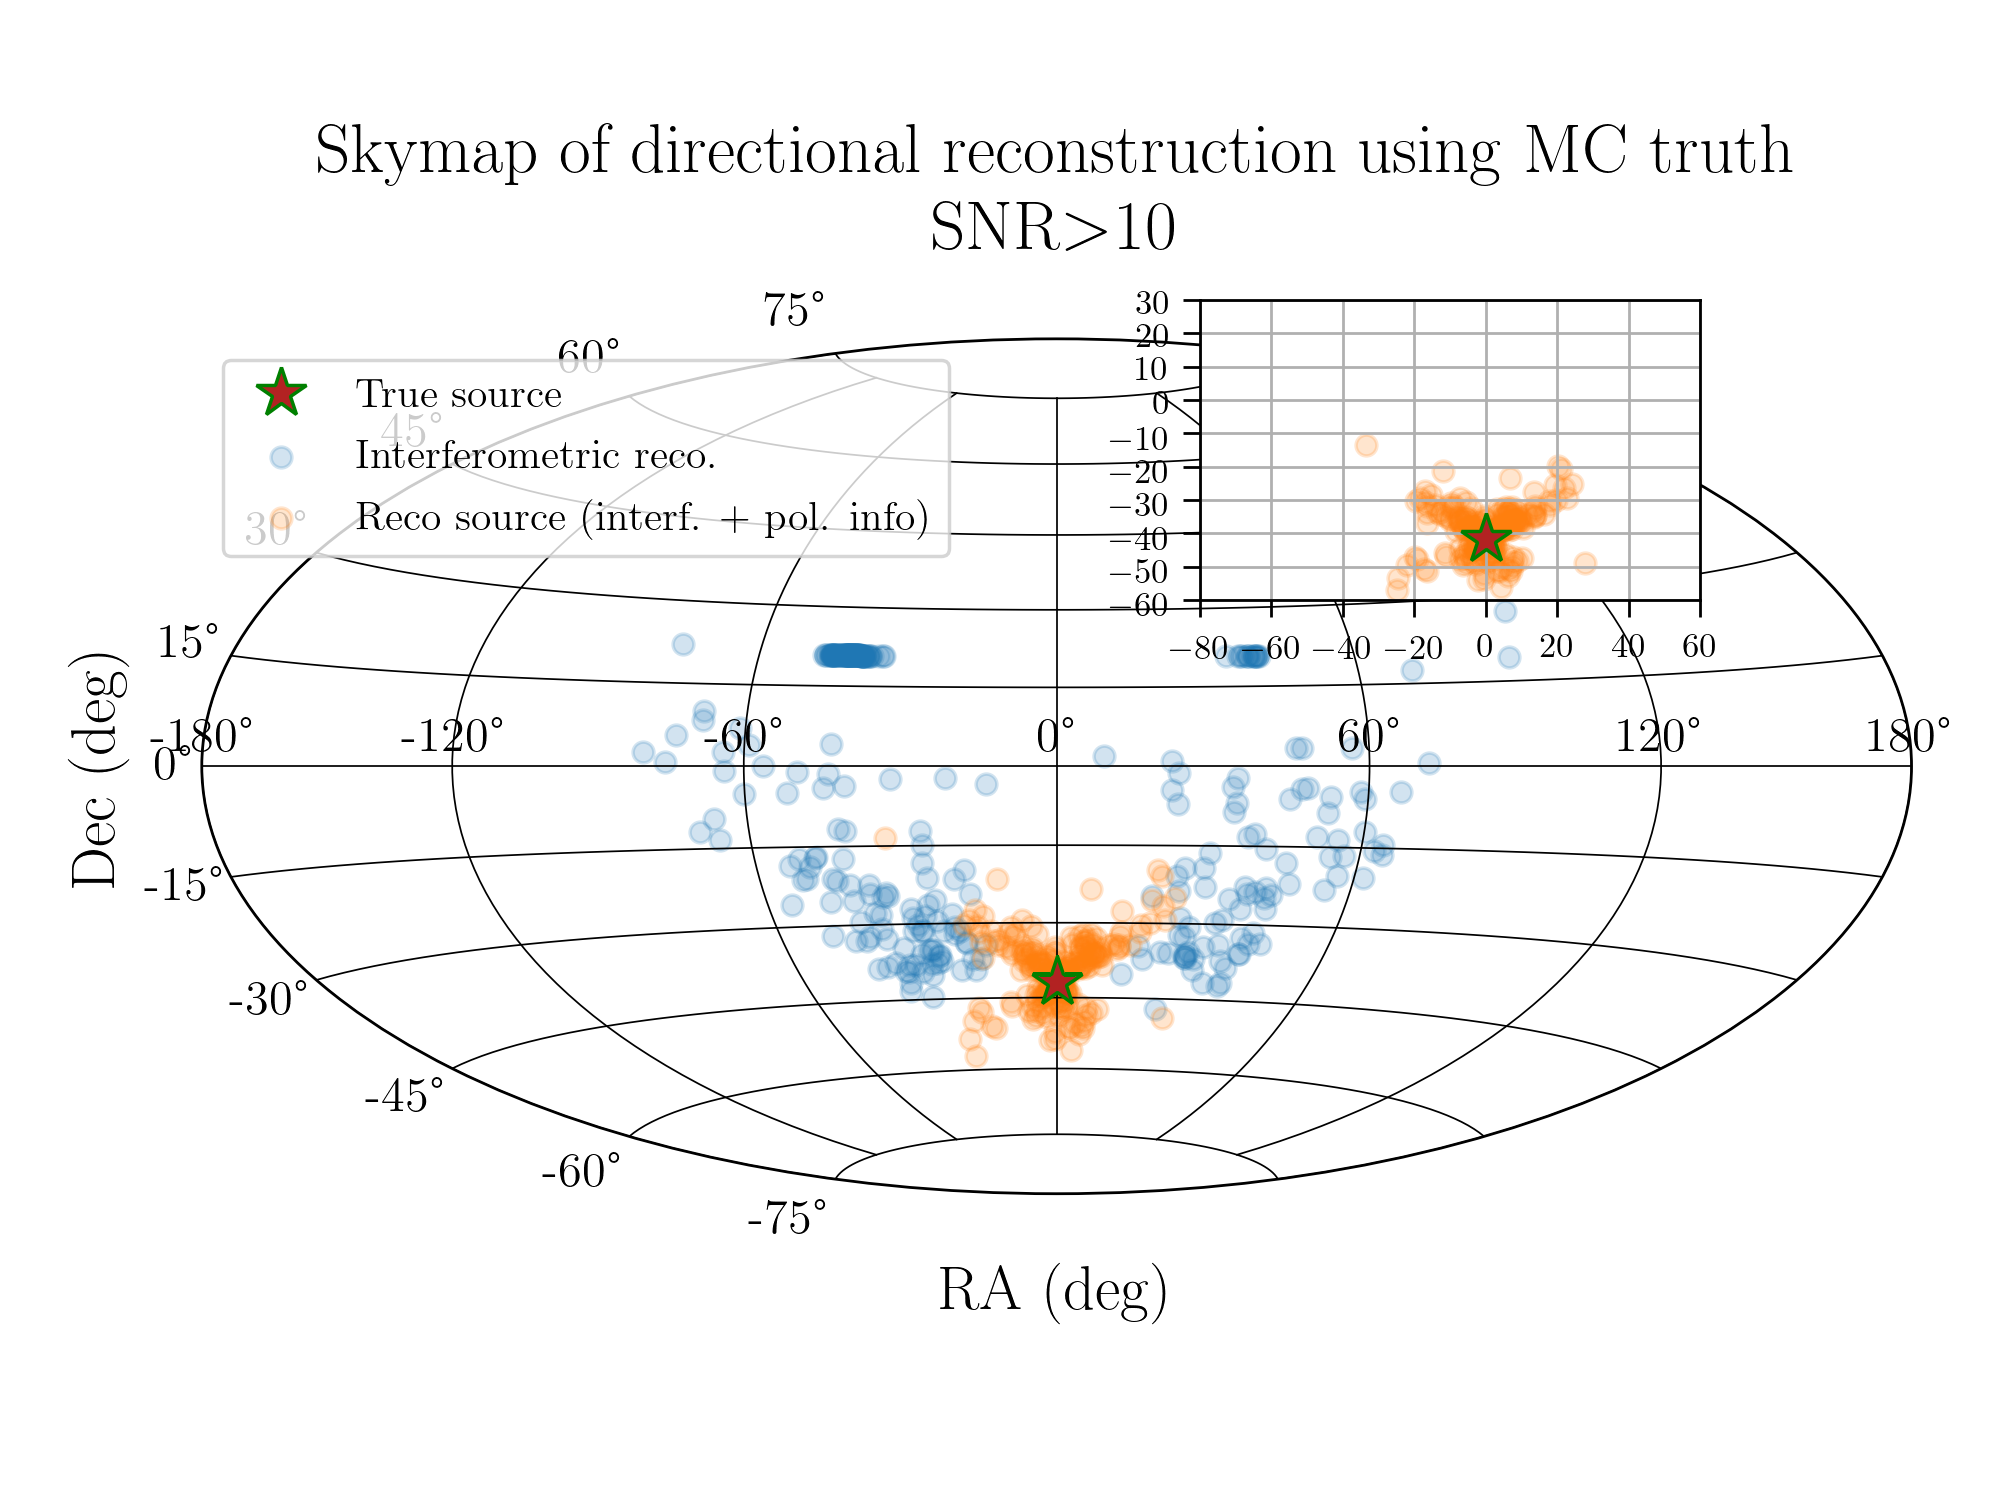 Skymap of directional reconstruction using MC truth
SNR>10
75°
60°
45°
30°
15°
0°
-15°
-30°
-45°
-60°
-75°
True source
Interferometric reco.
Reco source (interf. + pol. info)
30
20
10
0
−10
−20
−30
−40
−50
−60
−80 −60 −40 −20 0 20 40 60
-180° -120° -60° 0° 60° 120° 180°
Dec (deg)
RA (deg)